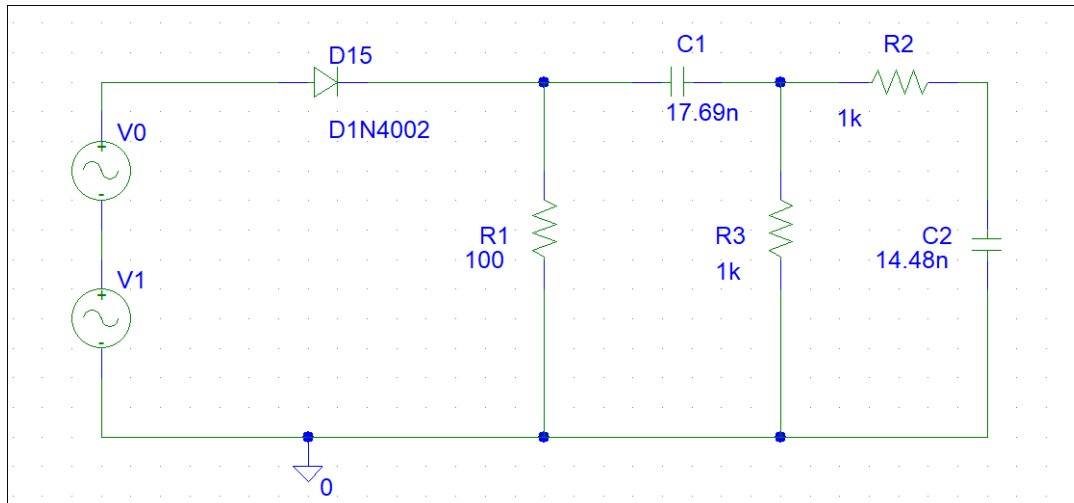 D15
D1N4002
C1
17.69n
R2
1k
V0
+
-
R1
100
R3
1k
C2
14.48n
V1
+
-
0